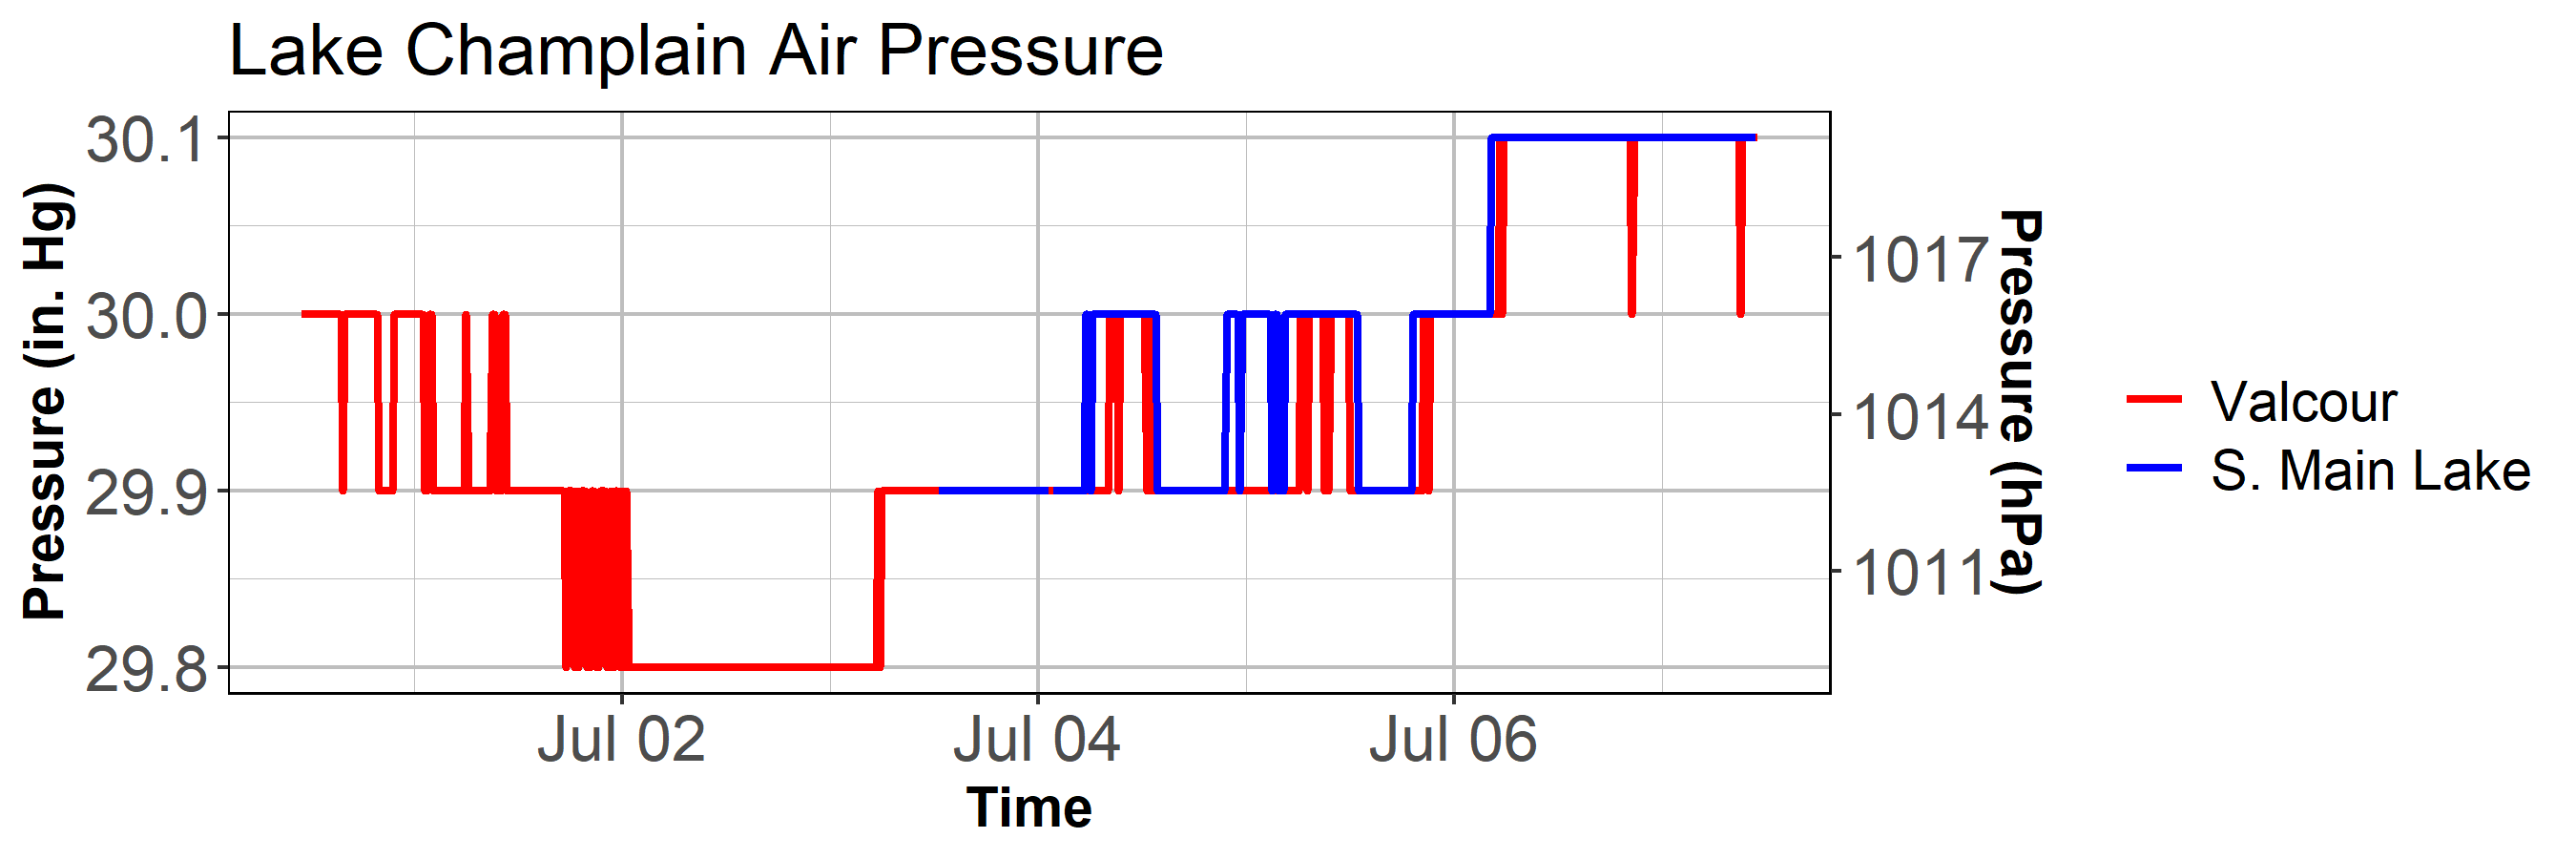 Lake Champlain Air Pressure
Pressure (in. Hg)
30.1
30.0
29.9
29.8
1017
1014
1011
Pressure (hPa)
Jul 02 Jul 04 Jul 06
Time
Valcour
S. Main Lake